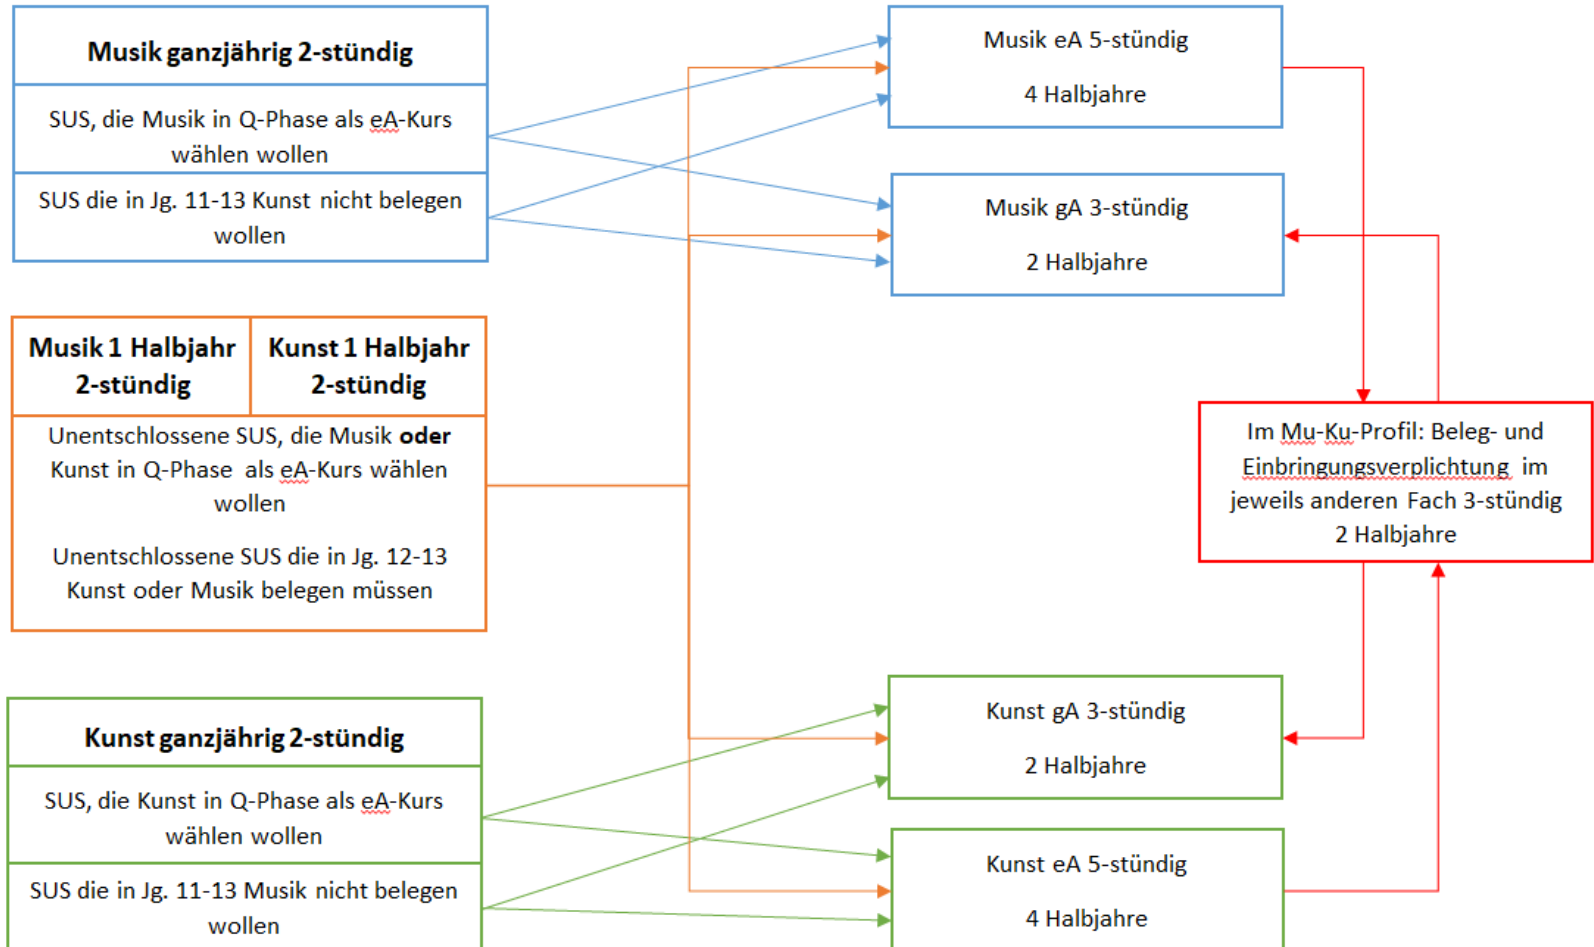 Musik ganzjährig 2-stündig
SUS, die Musik in Q-Phase als eA-Kurs
wählen wollen
SUS die in Jg. 11-13 Kunst nicht belegen
wollen
Musik eA 5-stündig
4 Halbjahre
Musik gA 3-stündig
2 Halbjahre
Musik 1 Halbjahr
2-stündig
Kunst 1 Halbjahr
2-stündig
Unentschlossene SUS, die Musik oder
Kunst in Q-Phase als eA-Kurs wählen
wollen
Unentschlossene SUS die in Jg. 12-13
Kunst oder Musik belegen müssen
Im Mu-Ku-Profil: Beleg- und
Einbringungsverplichtung im
jeweils anderen Fach 3-stündig
2 Halbjahre
Kunst ganzjährig 2-stündig
SUS, die Kunst in Q-Phase als eA-Kurs
wählen wollen
SUS die in Jg. 11-13 Musik nicht belegen
wollen
Kunst gA 3-stündig
2 Halbjahre
Kunst eA 5-stündig
4 Halbjahre